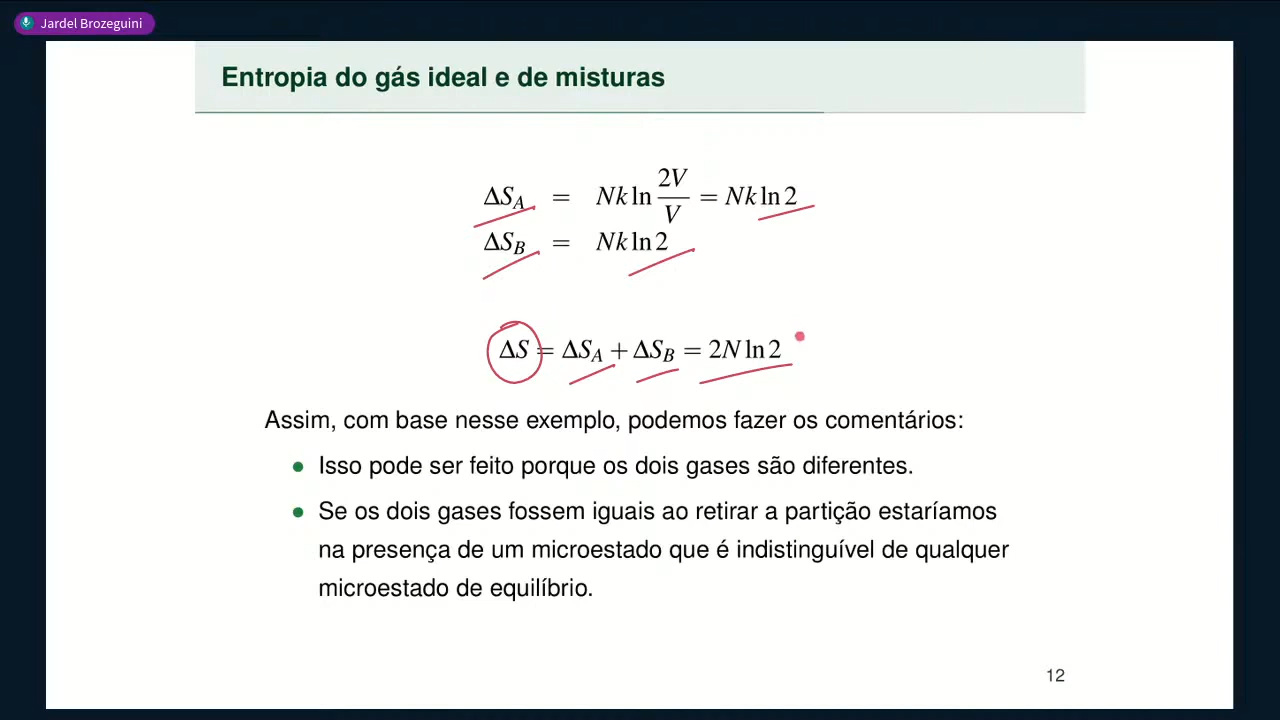 Jardel Brozeguini
Entropia do gás ideal e de misturas
ΔS_A = Nk ln 2V/V = Nk ln 2
ΔS_B = Nk ln 2
ΔS = ΔS_A + ΔS_B = 2N ln 2
Assim, com base nesse exemplo, podemos fazer os comentários:
Isso pode ser feito porque os dois gases são diferentes.
Se os dois gases fossem iguais ao retirar a partição estaríamos
na presença de um microestado que é indistinguível de qualquer
microestado de equilíbrio.
12